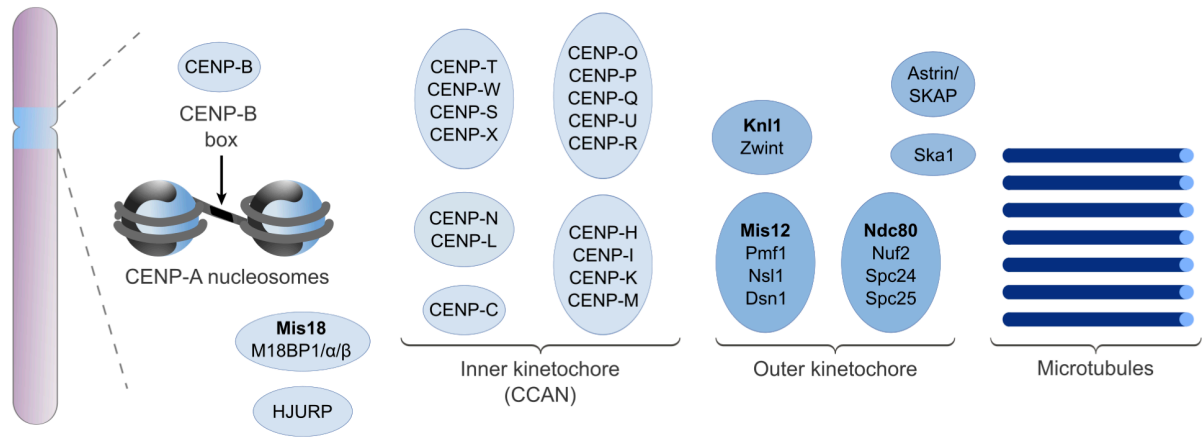 CENP-B
CENP-B
box
CENP-A nucleosomes
Mis18
M18BP1/α/β
HJURP
CENP-T
CENP-W
CENP-S
CENP-X
CENP-O
CENP-P
CENP-Q
CENP-U
CENP-R
CENP-N
CENP-L
CENP-C
CENP-H
CENP-I
CENP-K
CENP-M
Inner kinetochore
(CCAN)
Knl1
Zwint
Astrin/
SKAP
Ska1
Mis12
Pmf1
Nsl1
Dsn1
Ndc80
Nuf2
Spc24
Spc25
Outer kinetochore
Microtubules